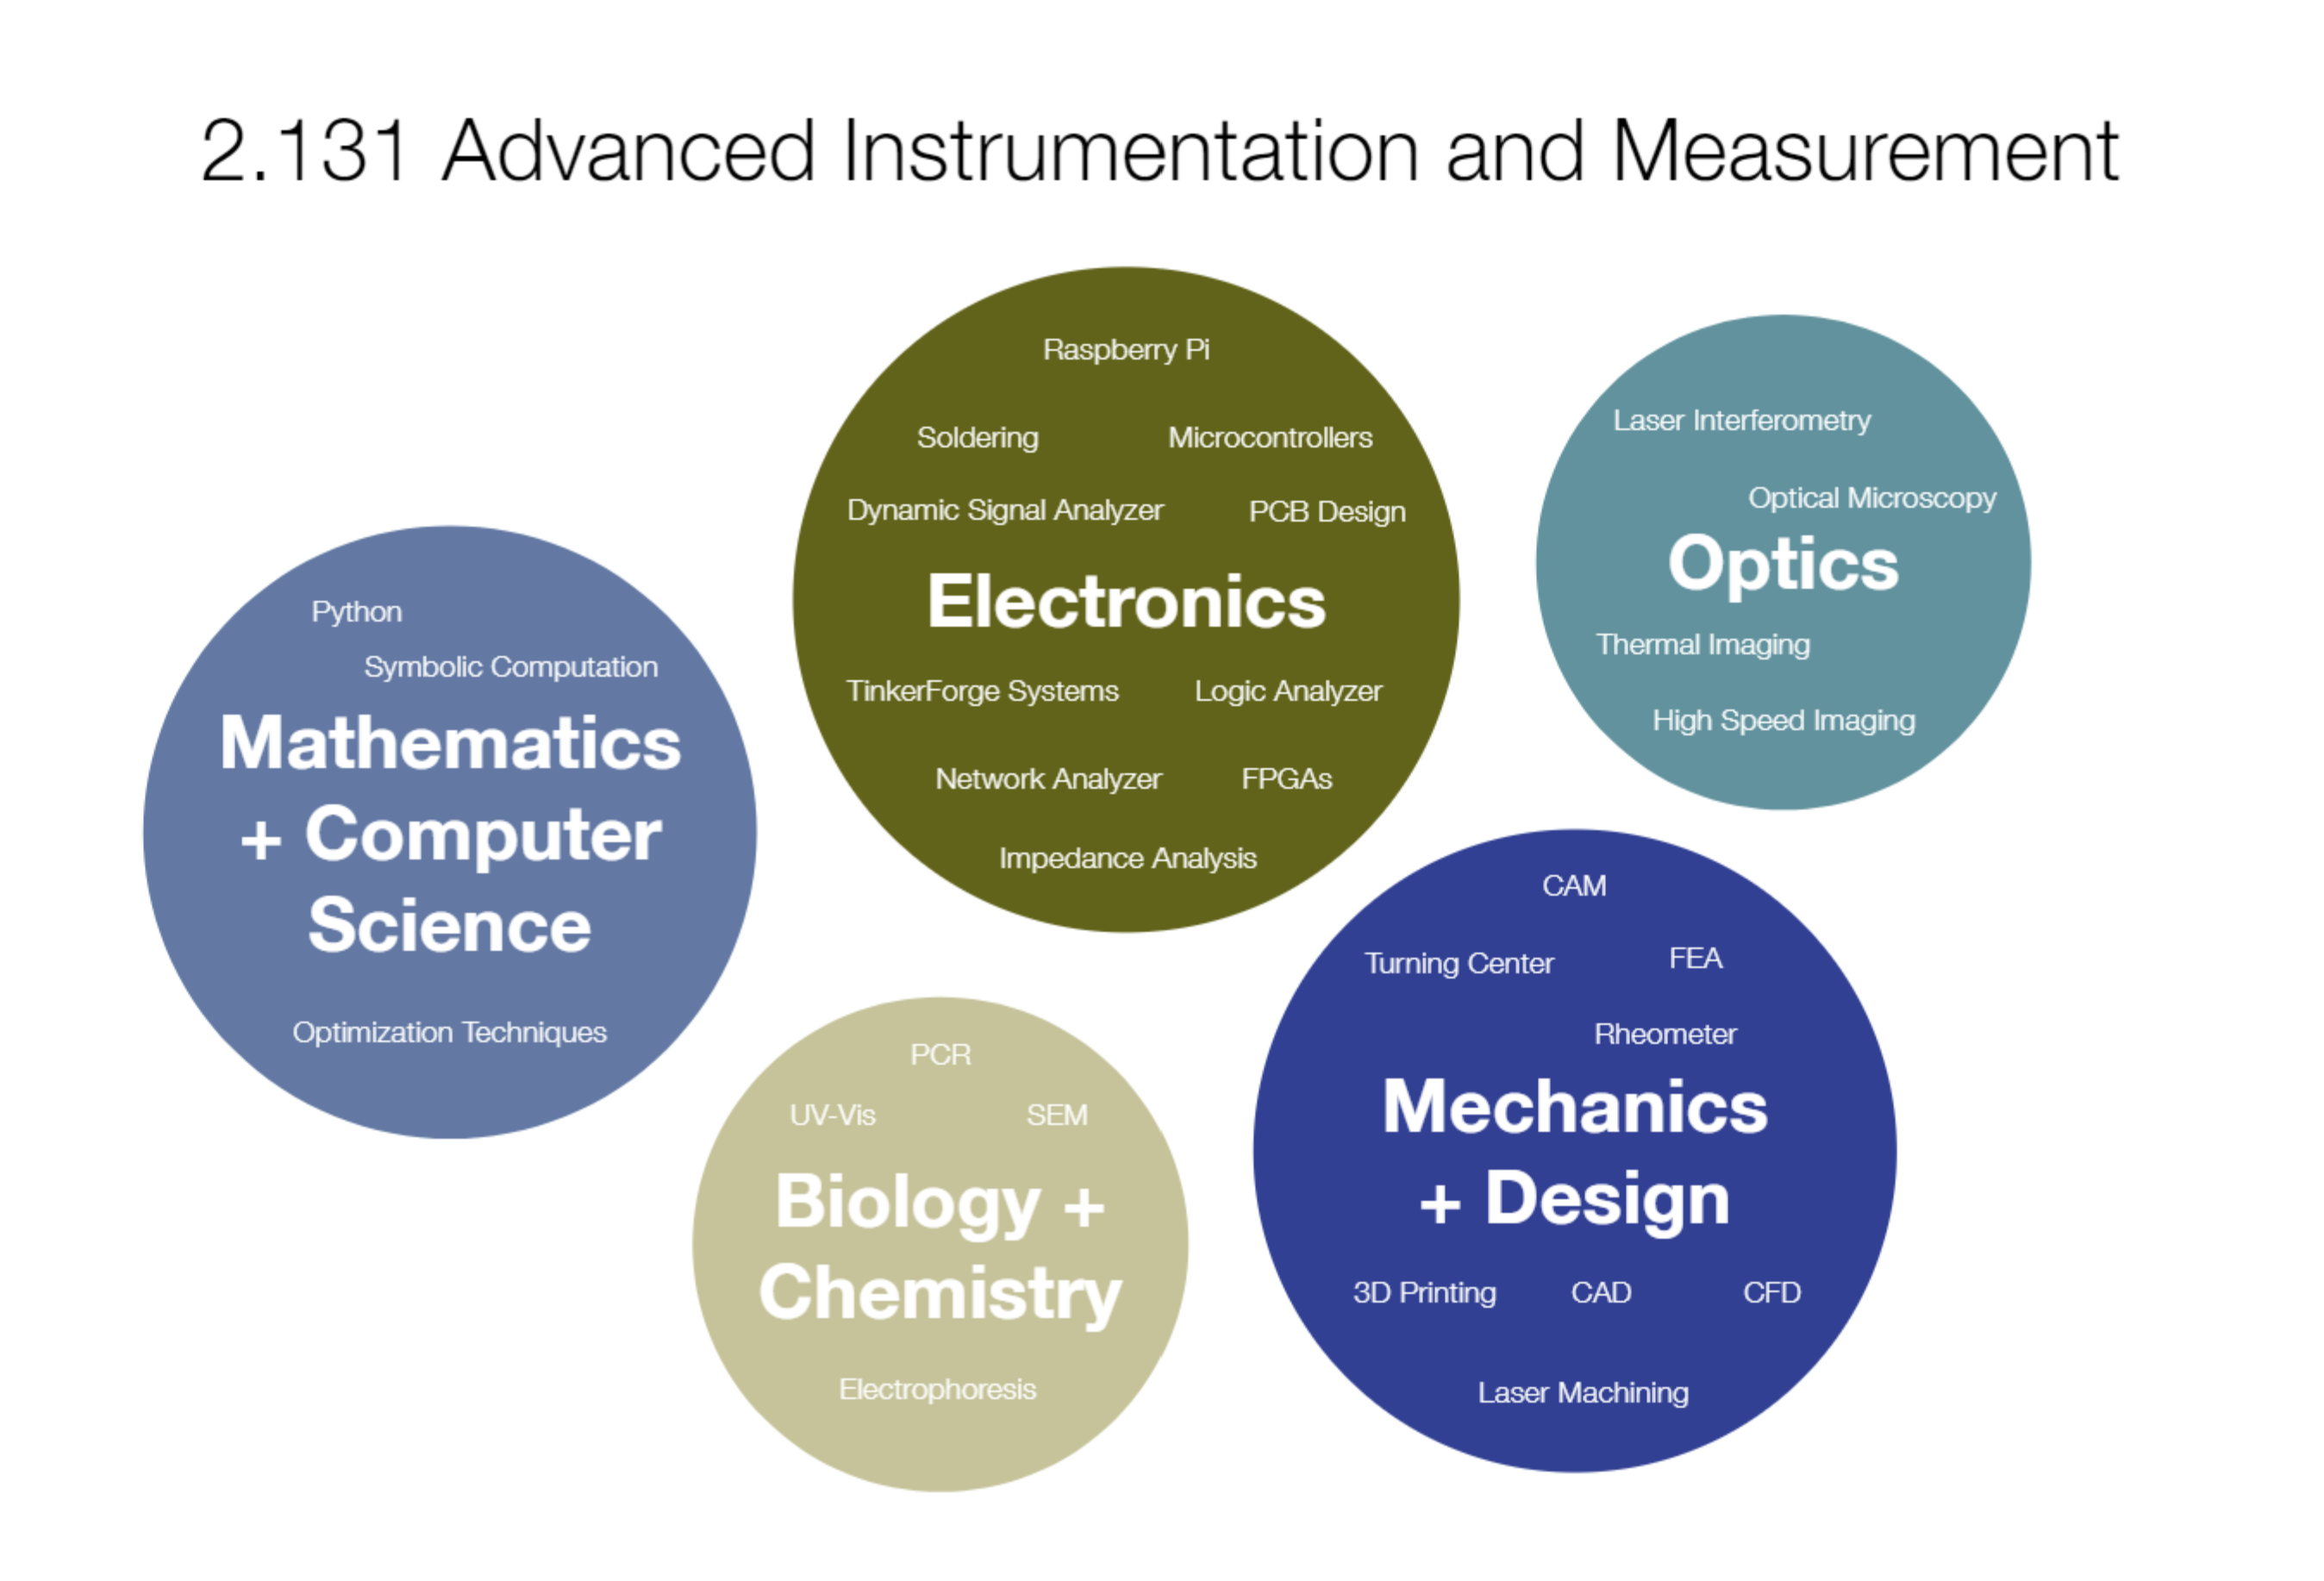 2.131 Advanced Instrumentation and Measurement
Raspberry Pi
Soldering Microcontrollers
Dynamic Signal Analyzer PCB Design
Electronics
TinkerForge Systems Logic Analyzer
Network Analyzer FPGAs
Impedance Analysis
Laser Interferometry
Optical Microscopy
Optics
Thermal Imaging
High Speed Imaging
Python
Symbolic Computation
Mathematics
+ Computer
Science
Optimization Techniques
PCR
UV-Vis SEM
Biology +
Chemistry
Electrophoresis
CAM
Turning Center FEA
Rheometer
Mechanics
+ Design
3D Printing CAD CFD
Laser Machining